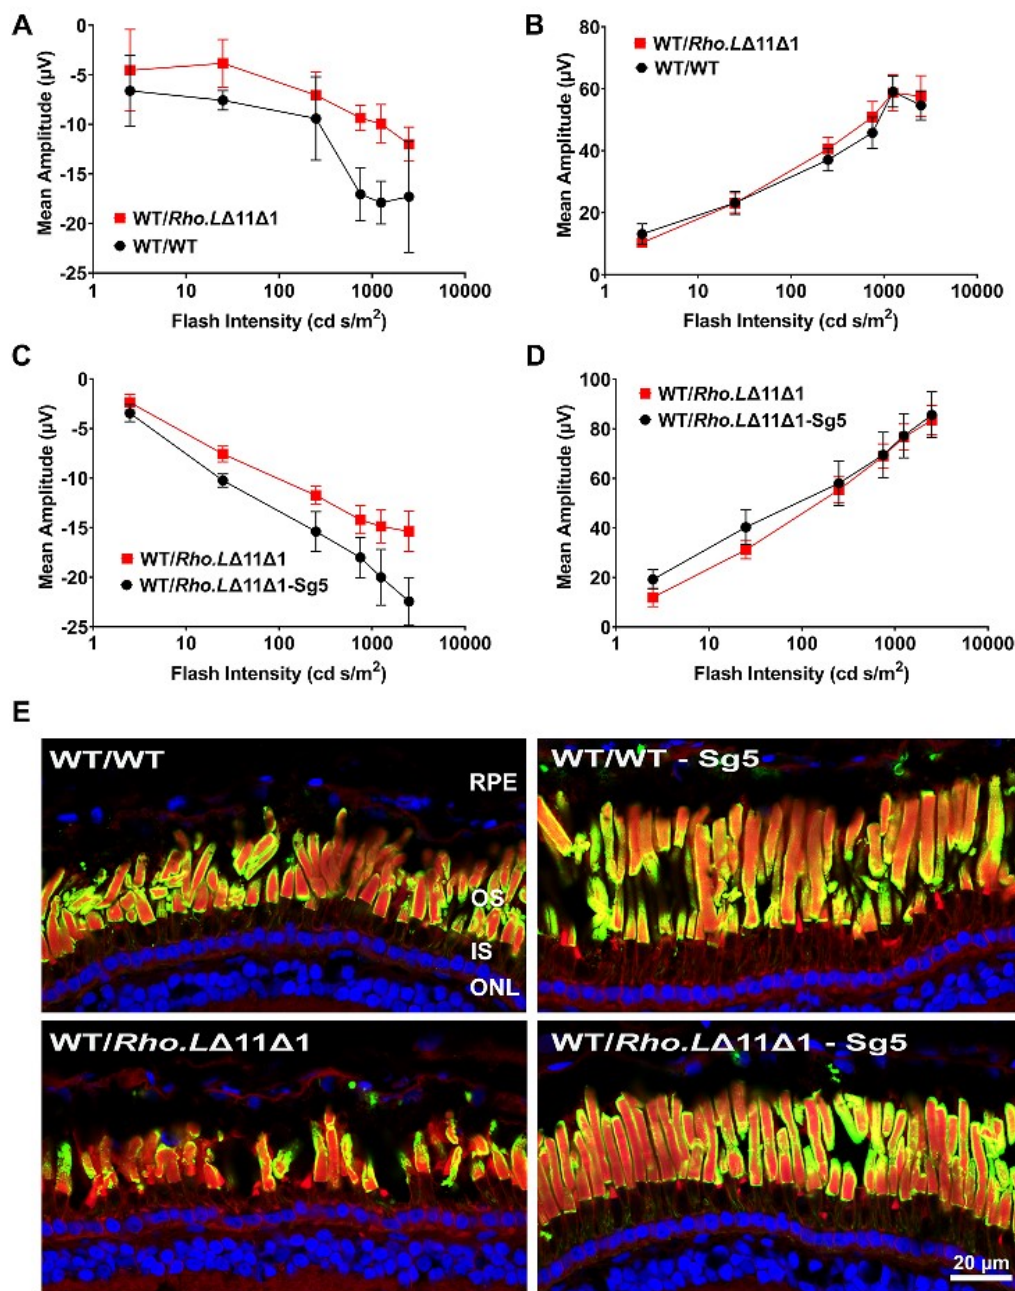 A
Mean Amplitude (µV)
0
-5
-10
-15
-20
-25
WT/Rho.LΔ11Δ1
WT/WT
1
10
100
1000
10000
Flash Intensity (cd s/m²)
B
Mean Amplitude (µV)
80
60
40
20
0
WT/Rho.LΔ11Δ1
WT/WT
1
10
100
1000
10000
Flash Intensity (cd s/m²)
C
Mean Amplitude (µV)
0
-5
-10
-15
-20
-25
WT/Rho.LΔ11Δ1
WT/Rho.LΔ11Δ1-Sg5
1
10
100
1000
10000
Flash Intensity (cd s/m²)
D
Mean Amplitude (µV)
100
80
60
40
20
0
WT/Rho.LΔ11Δ1
WT/Rho.LΔ11Δ1-Sg5
1
10
100
1000
10000
Flash Intensity (cd s/m²)
E
WT/WT
RPE
OS
IS
ONL
WT/WT - Sg5
WT/Rho.LΔ11Δ1
WT/Rho.LΔ11Δ1 - Sg5
20 µm